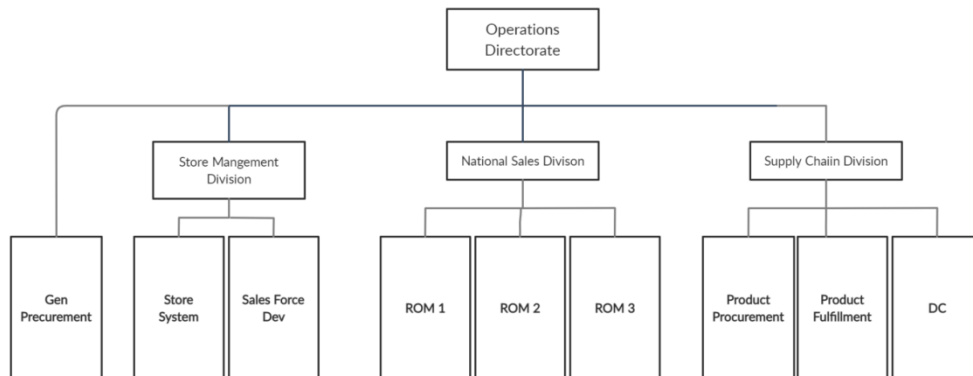 Operations
Directorate
Store Mangement
Division
National Sales Divison
Supply Chaiin Division
Gen
Precurement
Store
System
Sales Force
Dev
ROM 1
ROM 2
ROM 3
Product
Procurement
Product
Fulfillment
DC